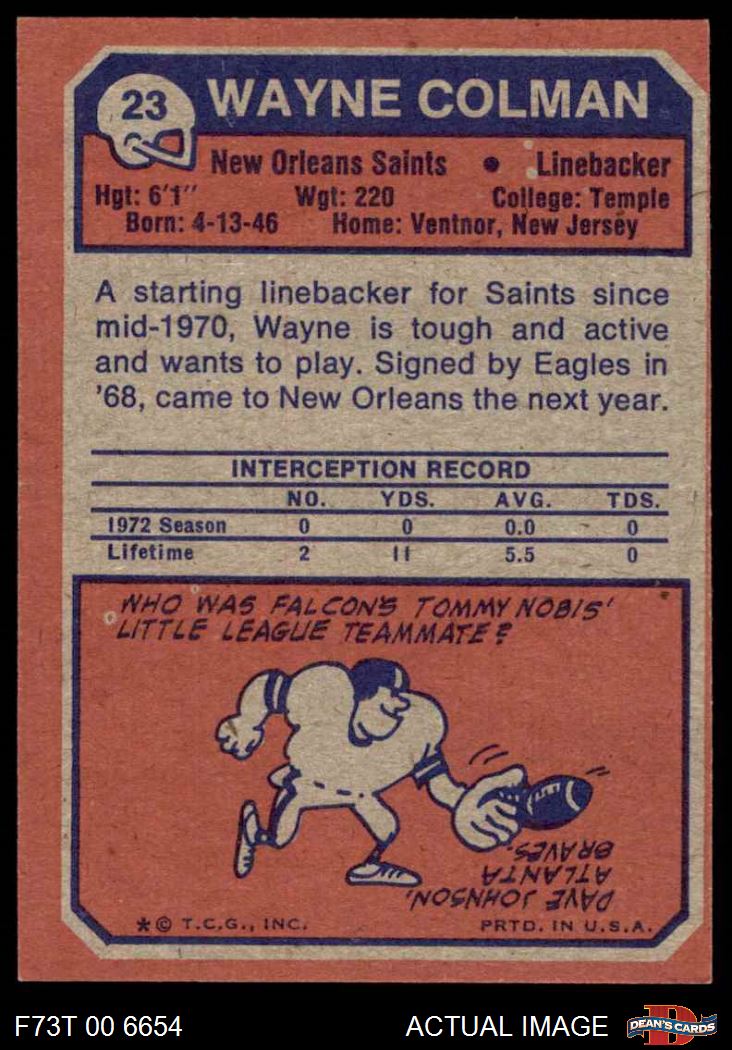 23 WAYNE COLMAN
New Orleans Saints • Linebacker
Hgt: 6'1" Wgt: 220 College: Temple
Born: 4-13-46 Home: Ventnor, New Jersey
A starting linebacker for Saints since
mid-1970, Wayne is tough and active
and wants to play. Signed by Eagles in
'68, came to New Orleans the next year.
INTERCEPTION RECORD
NO. YDS. AVG. TDS.
1972 Season 0 0 0.0 0
Lifetime 2 11 5.5 0
WHO WAS FALCON'S TOMMY NOBIS'
LITTLE LEAGUE TEAMMATE?
DAVE JOHNSON,
ATLANTA
BRAVES.
*© T.C.G., INC. PRTD. IN U.S.A.
F73T 00 6654 ACTUAL IMAGE D DEAN'S CARDS